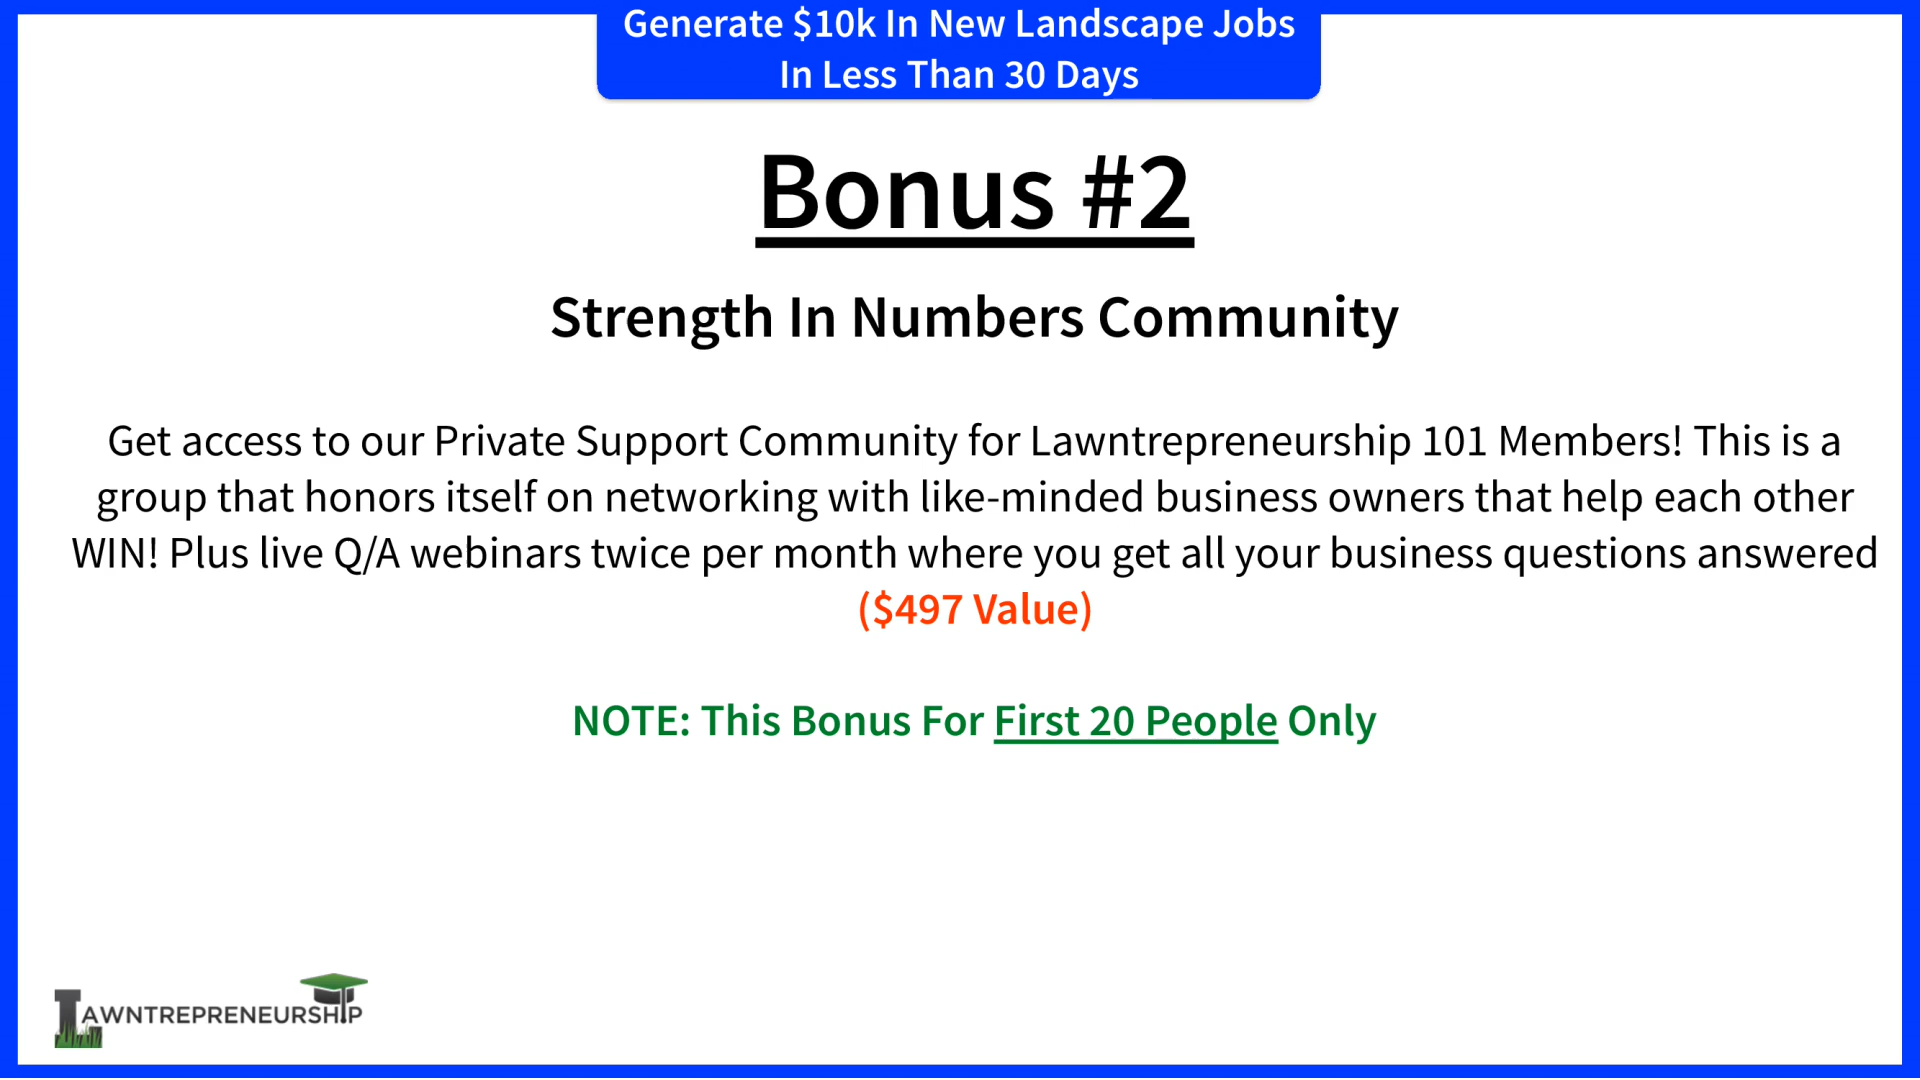 Generate $10k In New Landscape Jobs
In Less Than 30 Days
Bonus #2
Strength In Numbers Community
Get access to our Private Support Community for Lawntrepreneurship 101 Members! This is a
group that honors itself on networking with like-minded business owners that help each other
WIN! Plus live Q/A webinars twice per month where you get all your business questions answered
($497 Value)
NOTE: This Bonus For First 20 People Only
LAWNTREPRENEURSHIP